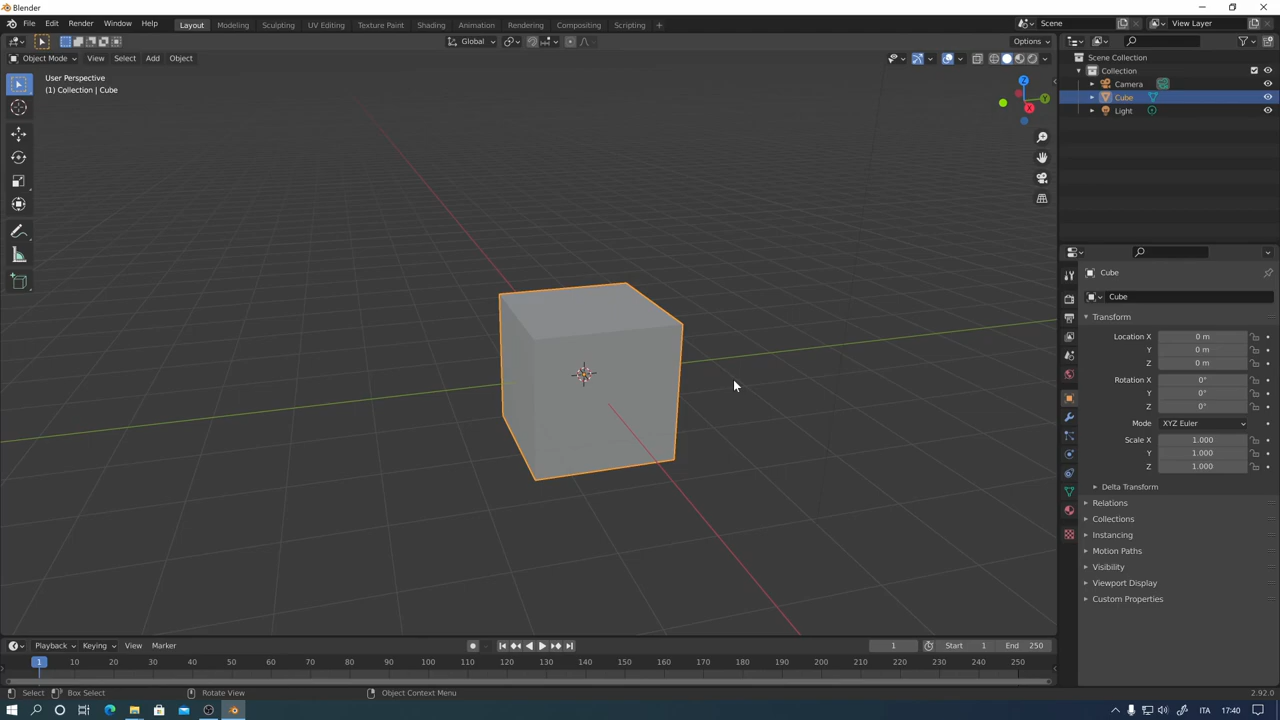 Blender
File Edit Render Window Help Layout Modeling Sculpting UV Editing Texture Paint Shading Animation Rendering Compositing Scripting + Scene View Layer
Global Options
Object Mode View Select Add Object
User Perspective
(1) Collection | Cube
Z
Y
X
Scene Collection
Collection
Camera
Cube
Light
Cube
Cube
Transform
Location X 0 m
Y 0 m
Z 0 m
Rotation X 0°
Y 0°
Z 0°
Mode XYZ Euler
Scale X 1.000
Y 1.000
Z 1.000
Delta Transform
Relations
Collections
Instancing
Motion Paths
Visibility
Viewport Display
Custom Properties
Playback Keying View Marker 1 Start 1 End 250
1 10 20 30 40 50 60 70 80 90 100 110 120 130 140 150 160 170 180 190 200 210 220 230 240 250
Select Box Select Rotate View Object Context Menu 2.92.0
ITA 17:40